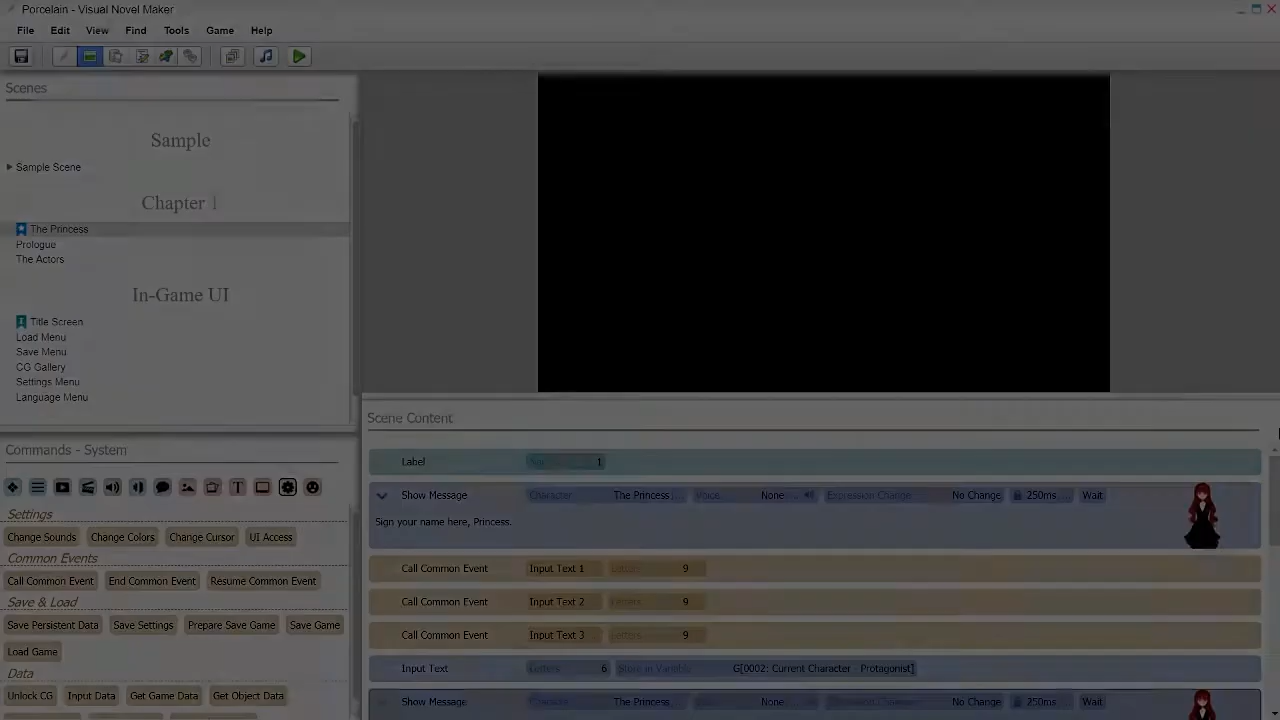 Porcelain - Visual Novel Maker
File Edit View Find Tools Game Help
Scenes
Sample
Sample Scene
Chapter 1
The Princess
Prologue
The Actors
In-Game UI
Title Screen
Load Menu
Save Menu
CG Gallery
Settings Menu
Language Menu
Commands - System
Settings
Change Sounds Change Colors Change Cursor UI Access
Common Events
Call Common Event End Common Event Resume Common Event
Save & Load
Save Persistent Data Save Settings Prepare Save Game Save Game
Load Game
Data
Unlock CG Input Data Get Game Data Get Object Data
Scene Content
Label 1
Show Message Character The Princess... Voice... None... Expression Change... No Change 250ms... Wait
Sign your name here, Princess.
Call Common Event Input Text 1 Letters 9
Call Common Event Input Text 2 Letters 9
Call Common Event Input Text 3 Letters 9
Input Text Letters 6 Store in Variable G[0002: Current Character - Protagonist]
Show Message Character The Princess... Voice... None... No Change 250ms... Wait